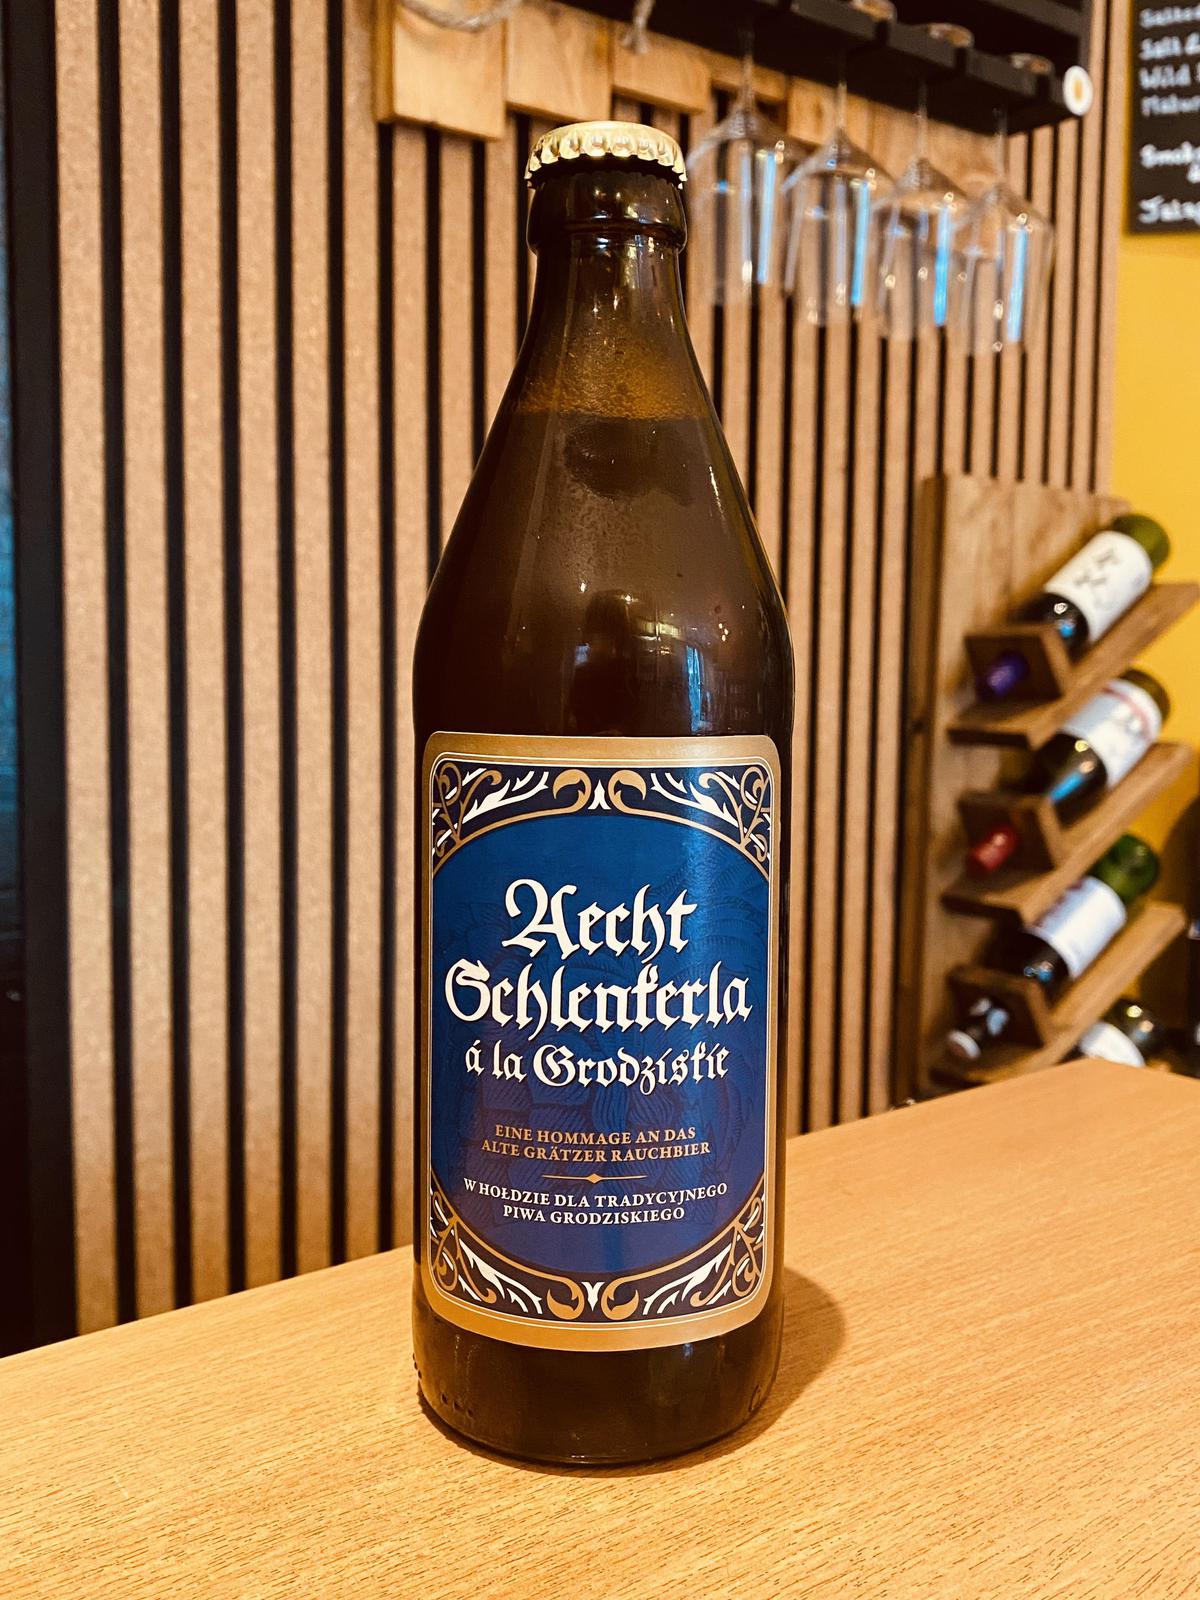 Aecht
Schlenkerla
á la Grodziskie
EINE HOMMAGE AN DAS
ALTE GRÄTZER RAUCHBIER
W HOŁDZIE DLA TRADYCYJNEGO
PIWA GRODZISKIEGO